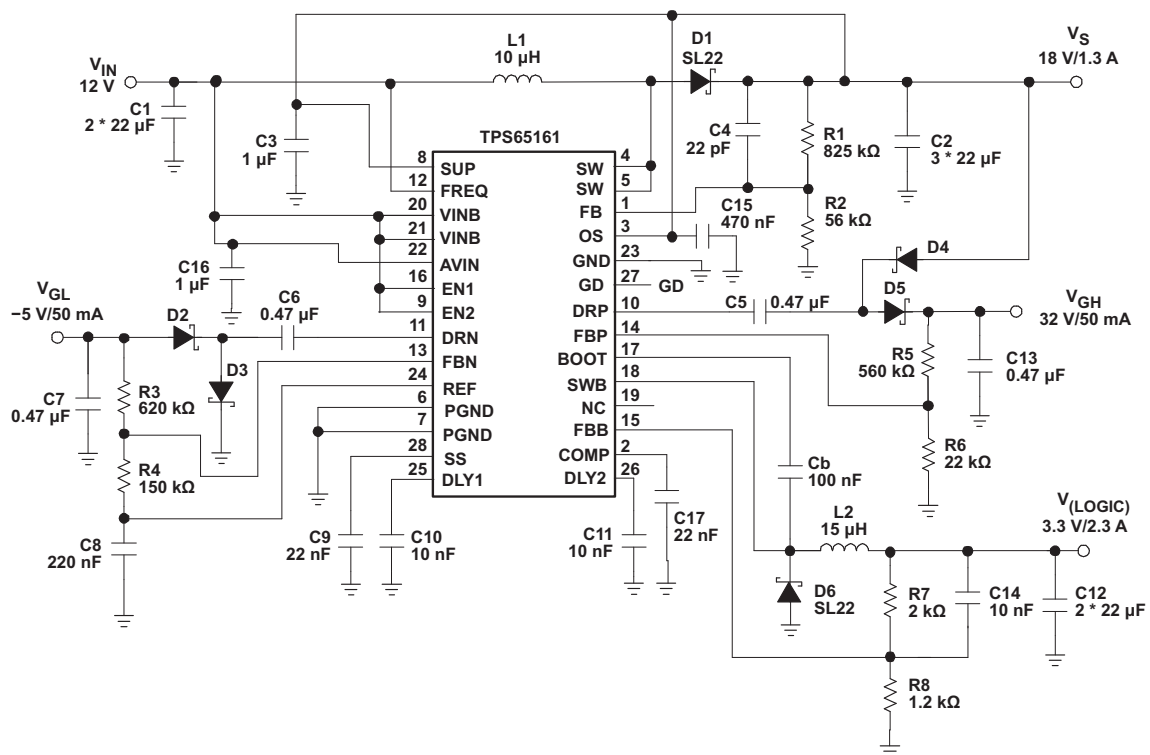 V_IN
12 V
C1
2 * 22 µF
L1
10 µH
D1
SL22
V_S
18 V/1.3 A
C3
1 µF
C4
22 pF
R1
825 kΩ
C2
3 * 22 µF
R2
56 kΩ
C15
470 nF
TPS65161
8 SUP
12 FREQ
20 VINB
21 VINB
22 AVIN
16 EN1
9 EN2
11 DRN
13 FBN
24 REF
6 PGND
7 PGND
28 SS
25 DLY1
SW 4
SW 5
FB 1
OS 3
GND 23
GD 27 GD
DRP 10
FBP 14
BOOT 17
SWB 18
NC 19
FBB 15
COMP 2
DLY2 26
C16
1 µF
V_GL
−5 V/50 mA
D2
C6
0.47 µF
D3
C7
0.47 µF
R3
620 kΩ
R4
150 kΩ
C8
220 nF
C9
22 nF
C10
10 nF
C11
10 nF
C17
22 nF
D4
C5
0.47 µF
D5
V_GH
32 V/50 mA
R5
560 kΩ
C13
0.47 µF
R6
22 kΩ
Cb
100 nF
L2
15 µH
V_(LOGIC)
3.3 V/2.3 A
D6
SL22
R7
2 kΩ
C14
10 nF
C12
2 * 22 µF
R8
1.2 kΩ